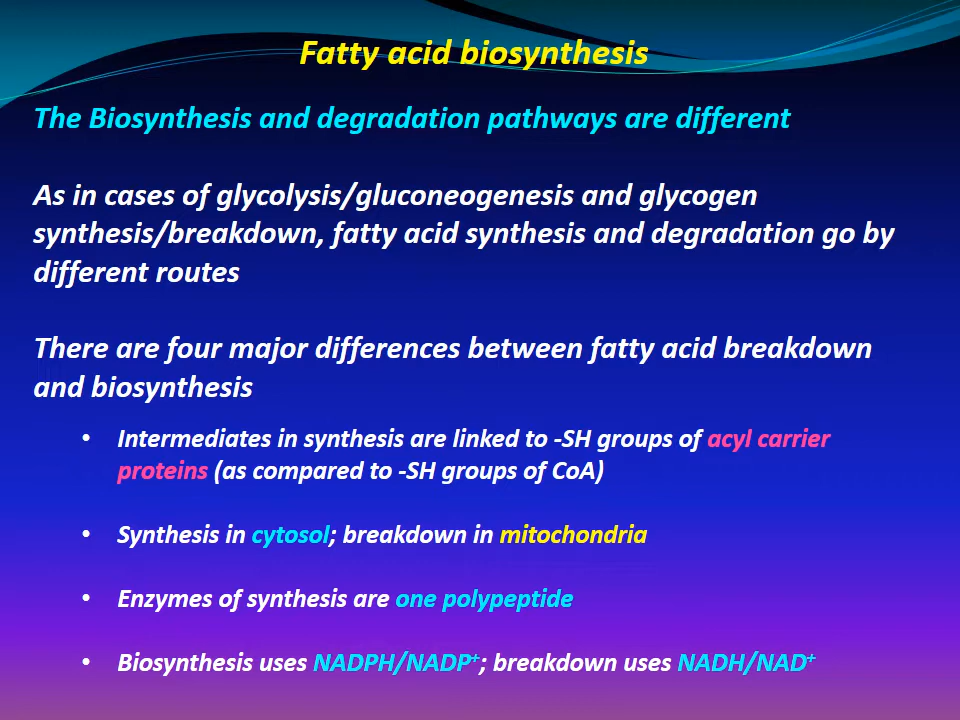 Fatty acid biosynthesis
The Biosynthesis and degradation pathways are different
As in cases of glycolysis/gluconeogenesis and glycogen
synthesis/breakdown, fatty acid synthesis and degradation go by
different routes
There are four major differences between fatty acid breakdown
and biosynthesis
• Intermediates in synthesis are linked to -SH groups of acyl carrier
proteins (as compared to -SH groups of CoA)
• Synthesis in cytosol; breakdown in mitochondria
• Enzymes of synthesis are one polypeptide
• Biosynthesis uses NADPH/NADP⁺; breakdown uses NADH/NAD⁺